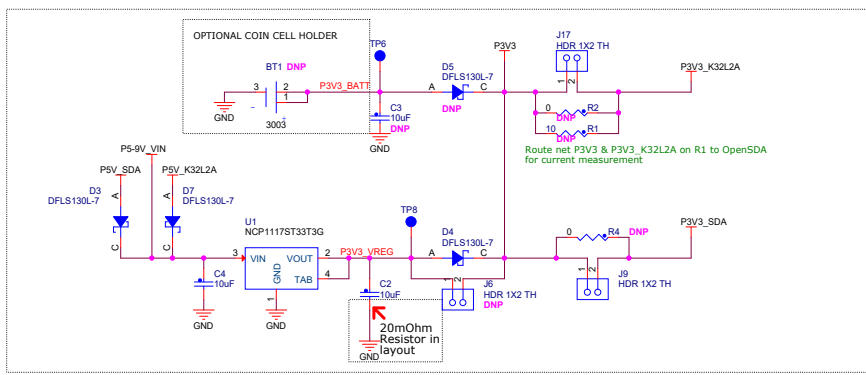 OPTIONAL COIN CELL HOLDER
BT1 DNP
3
2
1
-
+
3003
GND
P3V3_BATT
TP6
C3
10uF
DNP
GND
D5
DFLS130L-7
A
C
DNP
P3V3
J17
HDR 1X2 TH
1
2
P3V3_K32L2A
0
R2
DNP
10
R1
DNP
Route net P3V3 & P3V3_K32L2A on R1 to OpenSDA
for current measurement
P5-9V_VIN
P5V_SDA
P5V_K32L2A
D3
DFLS130L-7
A
C
D7
DFLS130L-7
A
C
C4
10uF
GND
U1
NCP1117ST33T3G
3
VIN
VOUT
2
TAB
4
GND
1
GND
P3V3_VREG
TP8
C2
10uF
20mOhm
Resistor in
layout
GND
D4
DFLS130L-7
A
C
1
2
J6
HDR 1X2 TH
DNP
0
R4
DNP
1
2
J9
HDR 1X2 TH
P3V3_SDA